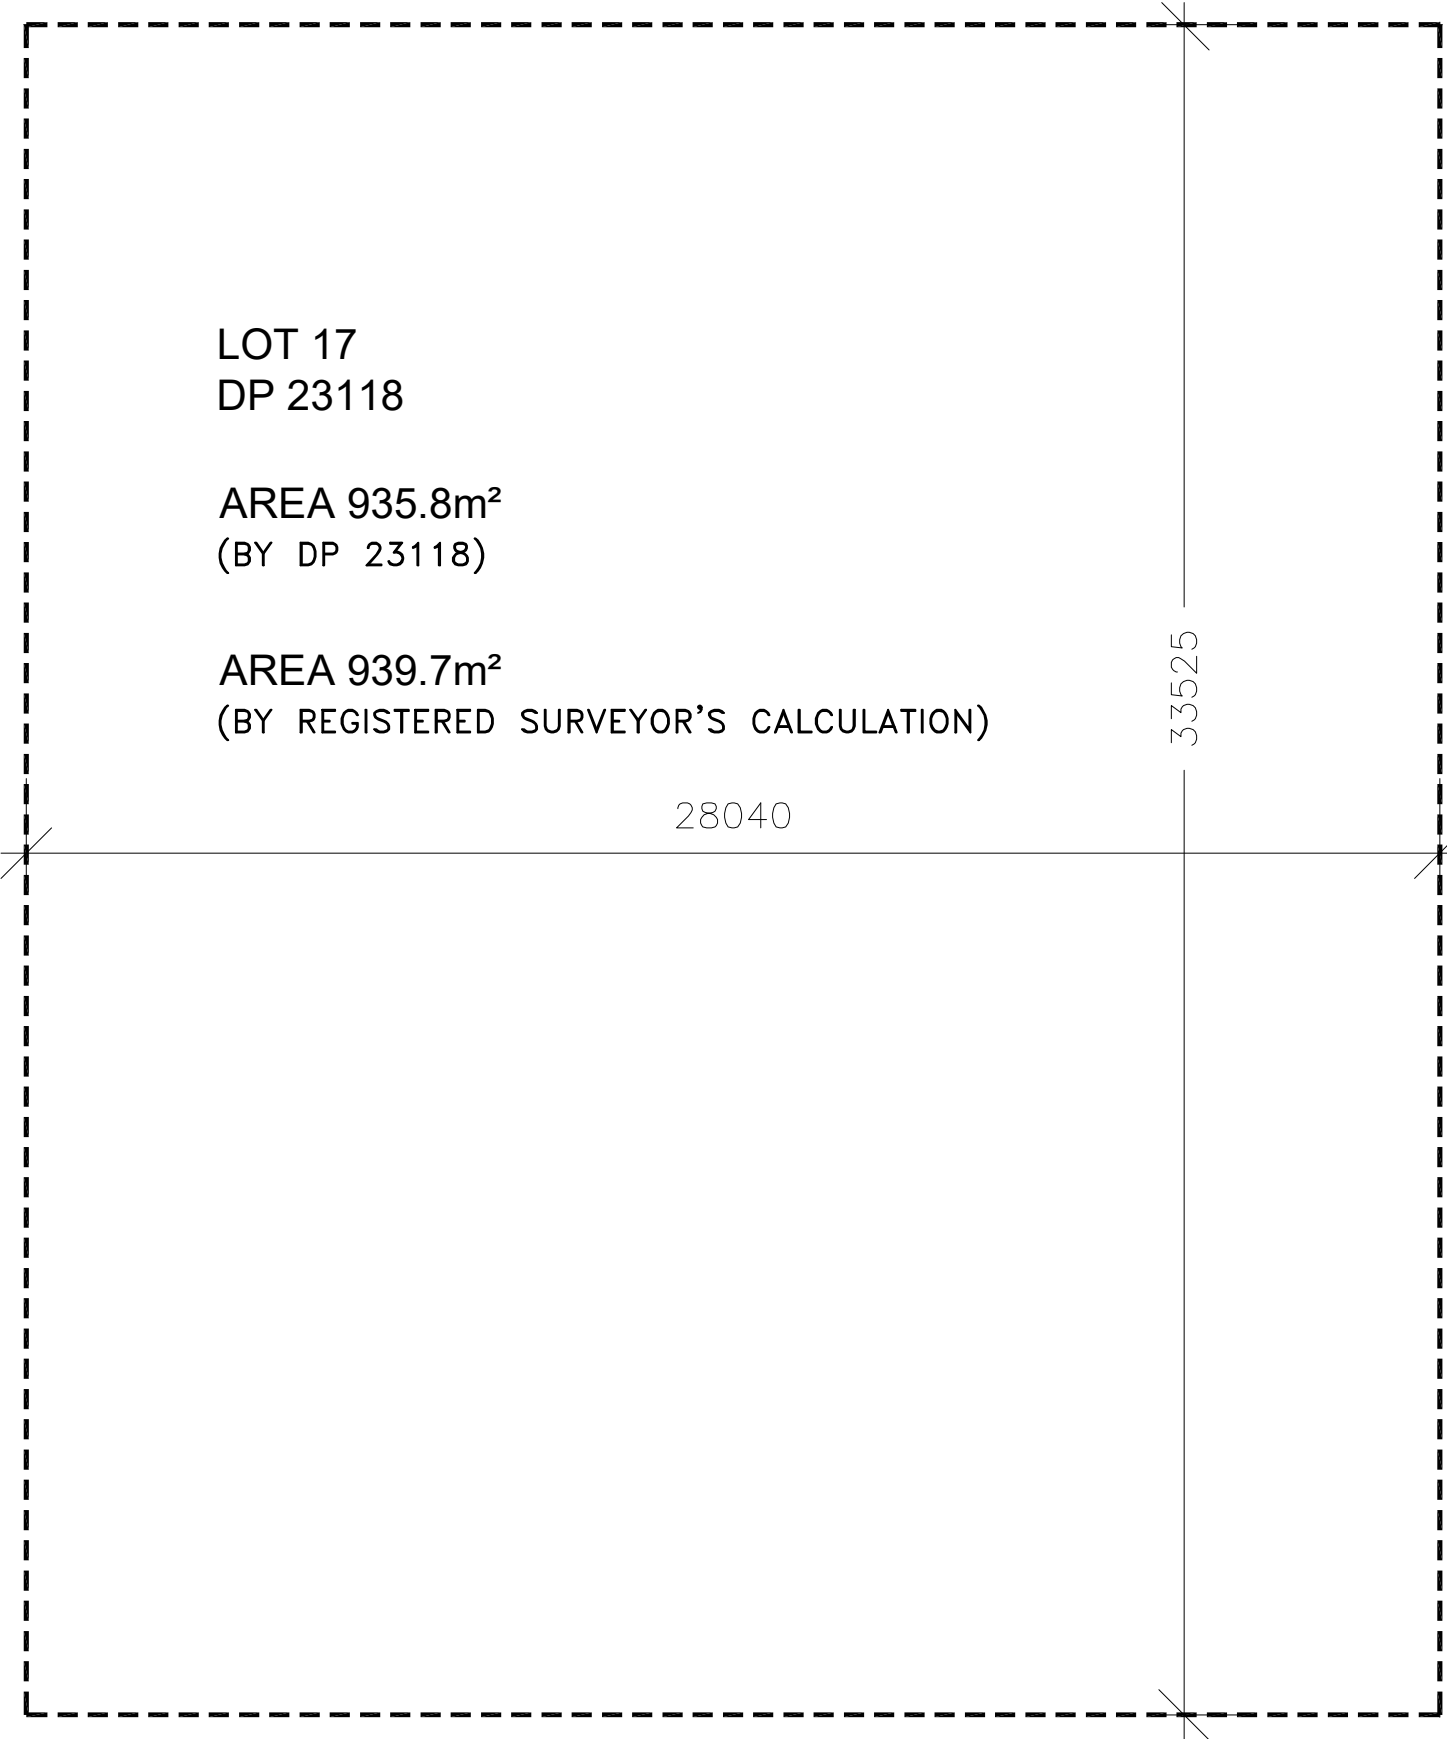 LOT 17
DP 23118
AREA 935.8m²
(BY DP 23118)
AREA 939.7m²
(BY REGISTERED SURVEYOR'S CALCULATION)
33525
28040